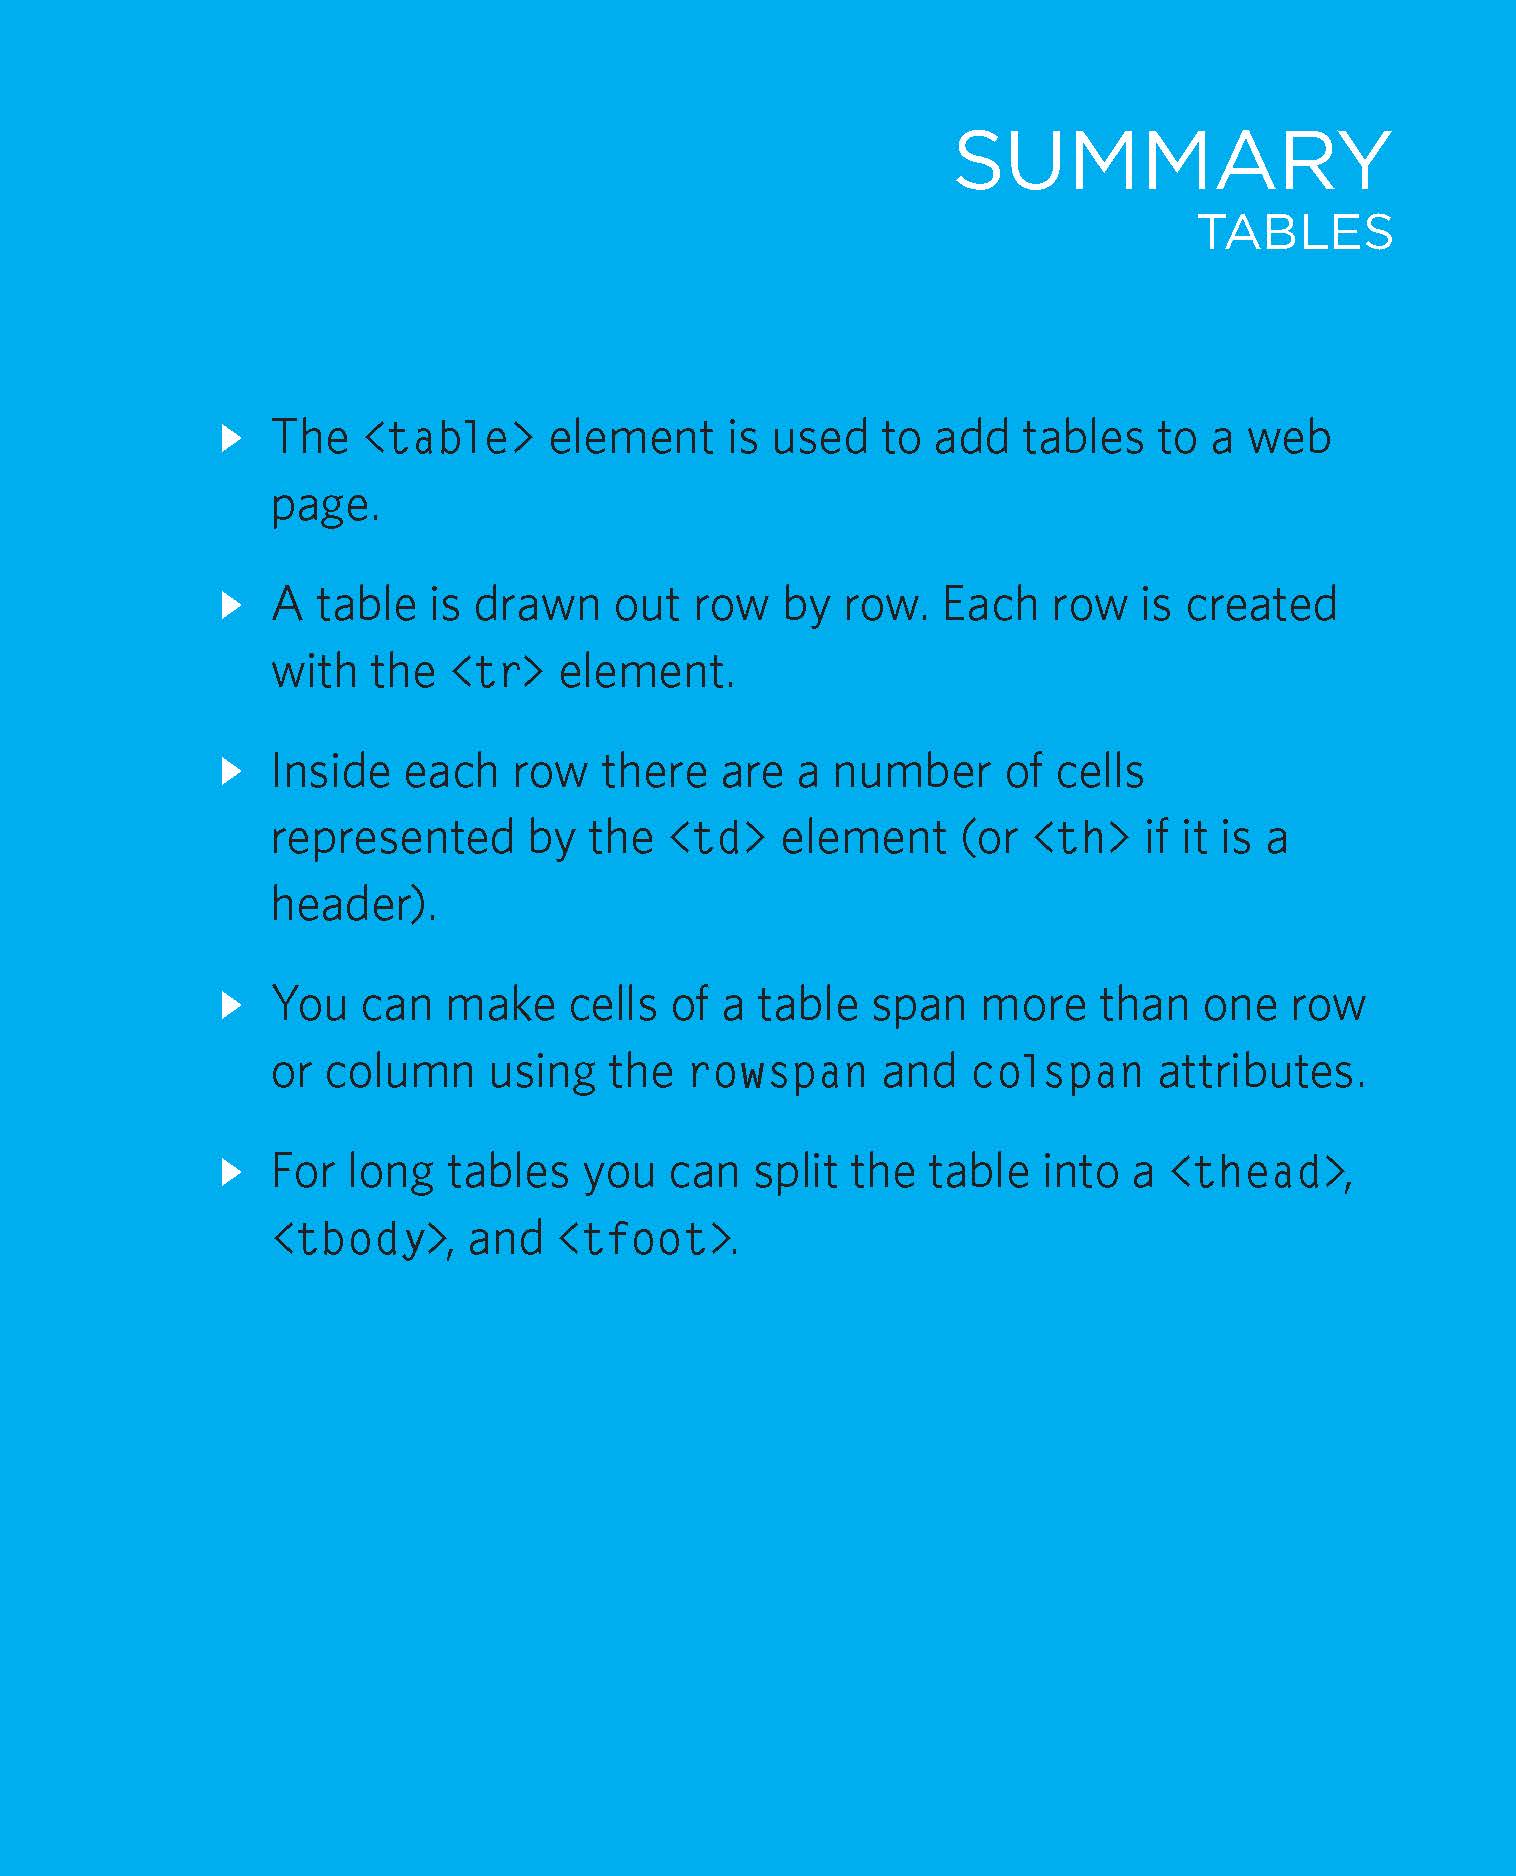 SUMMARY
TABLES
The <table> element is used to add tables to a web
page.
A table is drawn out row by row. Each row is created
with the <tr> element.
Inside each row there are a number of cells
represented by the <td> element (or <th> if it is a
header).
You can make cells of a table span more than one row
or column using the rowspan and colspan attributes.
For long tables you can split the table into a <thead>,
<tbody>, and <tfoot>.